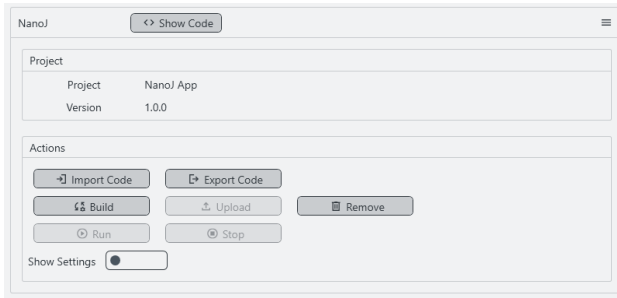 NanoJ <> Show Code
Project
Project NanoJ App
Version 1.0.0
Actions
Import Code Export Code
Build Upload Remove
Run Stop
Show Settings